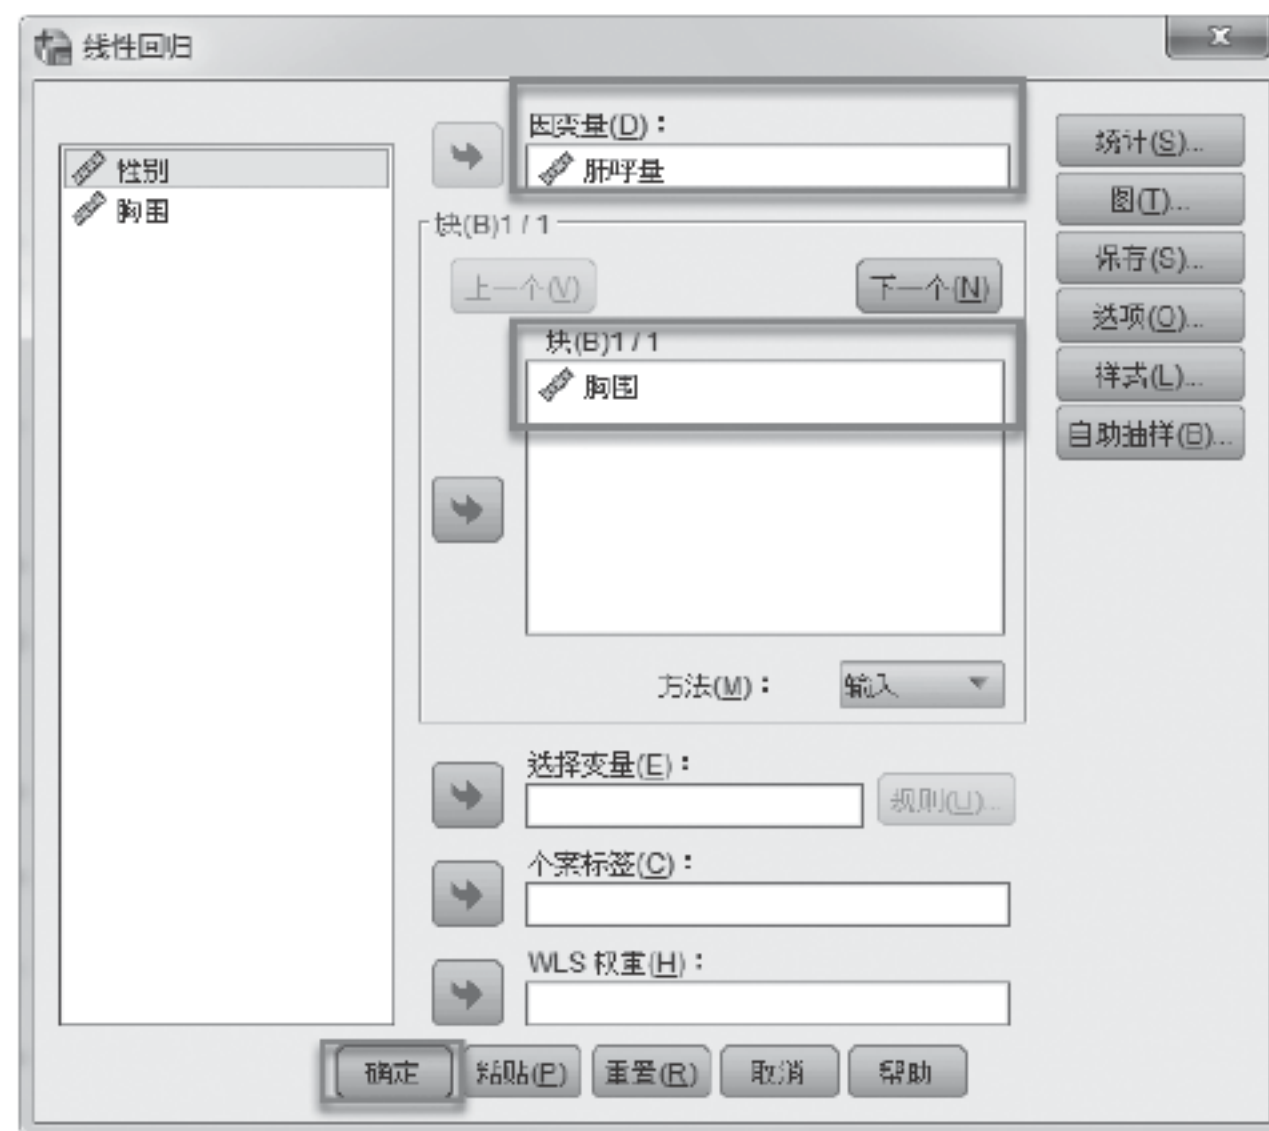 线性回归
性别
胸围
因变量(D)：
肝呼量
块(B)1 / 1
上一个(V)
下一个(N)
块(B)1 / 1
胸围
方法(M)：
输入
选择变量(E)：
规则(U)...
个案标签(C)：
WLS 权重(H)：
统计(S)...
图(T)...
保存(S)...
选项(O)...
样式(L)...
自助抽样(B)...
确定
粘贴(P)
重置(R)
取消
帮助